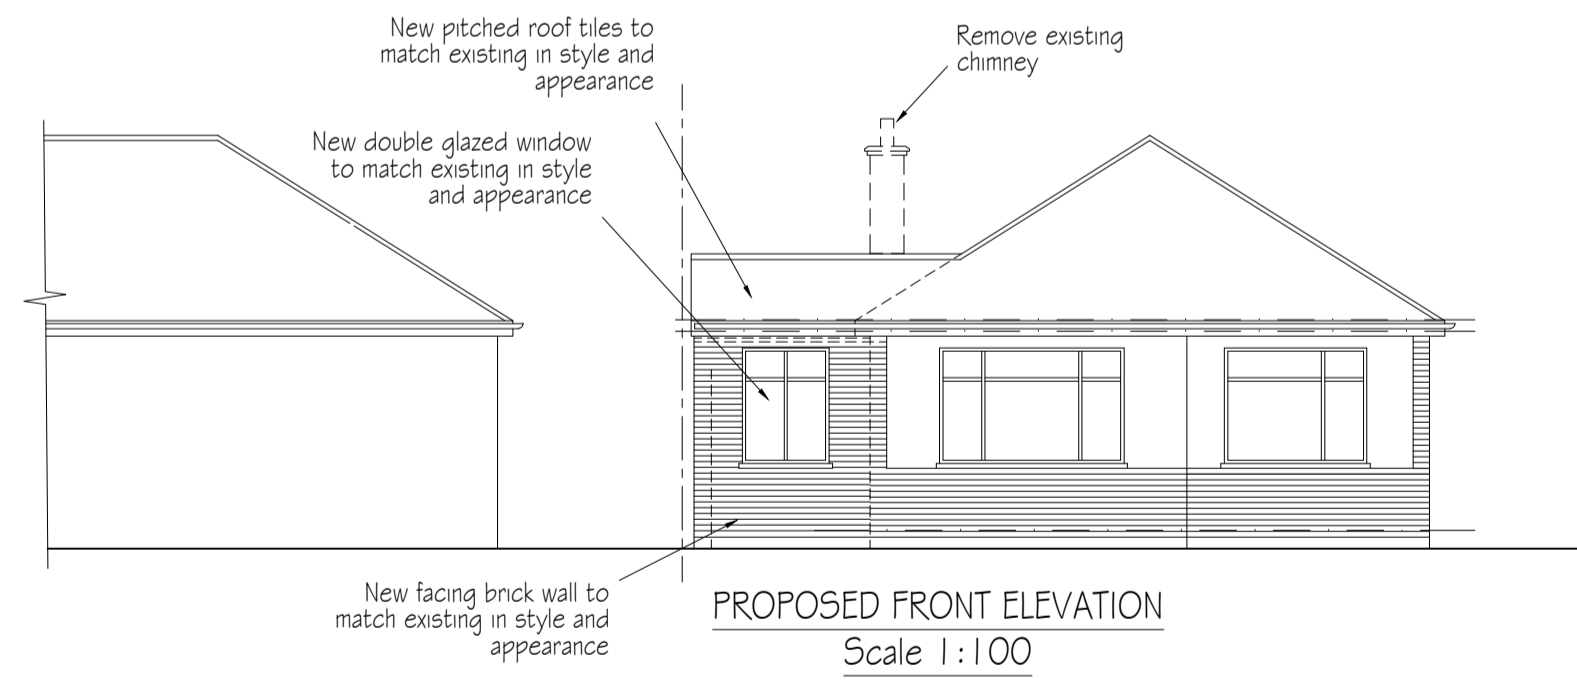 New pitched roof tiles to
match existing in style and
appearance
Remove existing
chimney
New double glazed window
to match existing in style
and appearance
New facing brick wall to
match existing in style and
appearance
PROPOSED FRONT ELEVATION
Scale 1:100